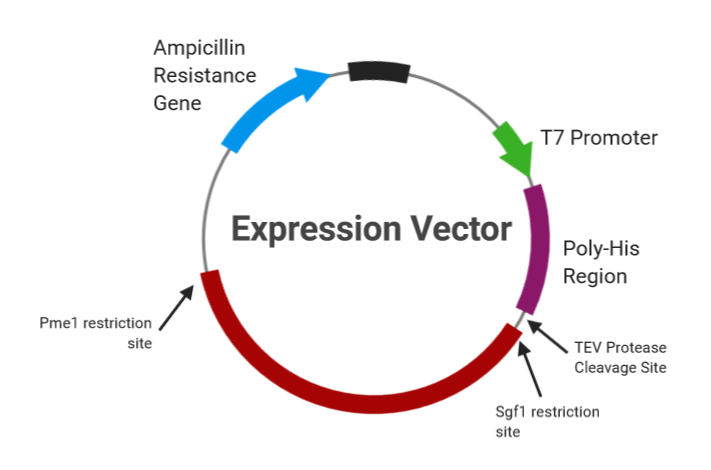 Ampicillin
Resistance
Gene
T7 Promoter
Expression Vector
Poly-His
Region
Pme1 restriction
site
TEV Protease
Cleavage Site
Sgf1 restriction
site